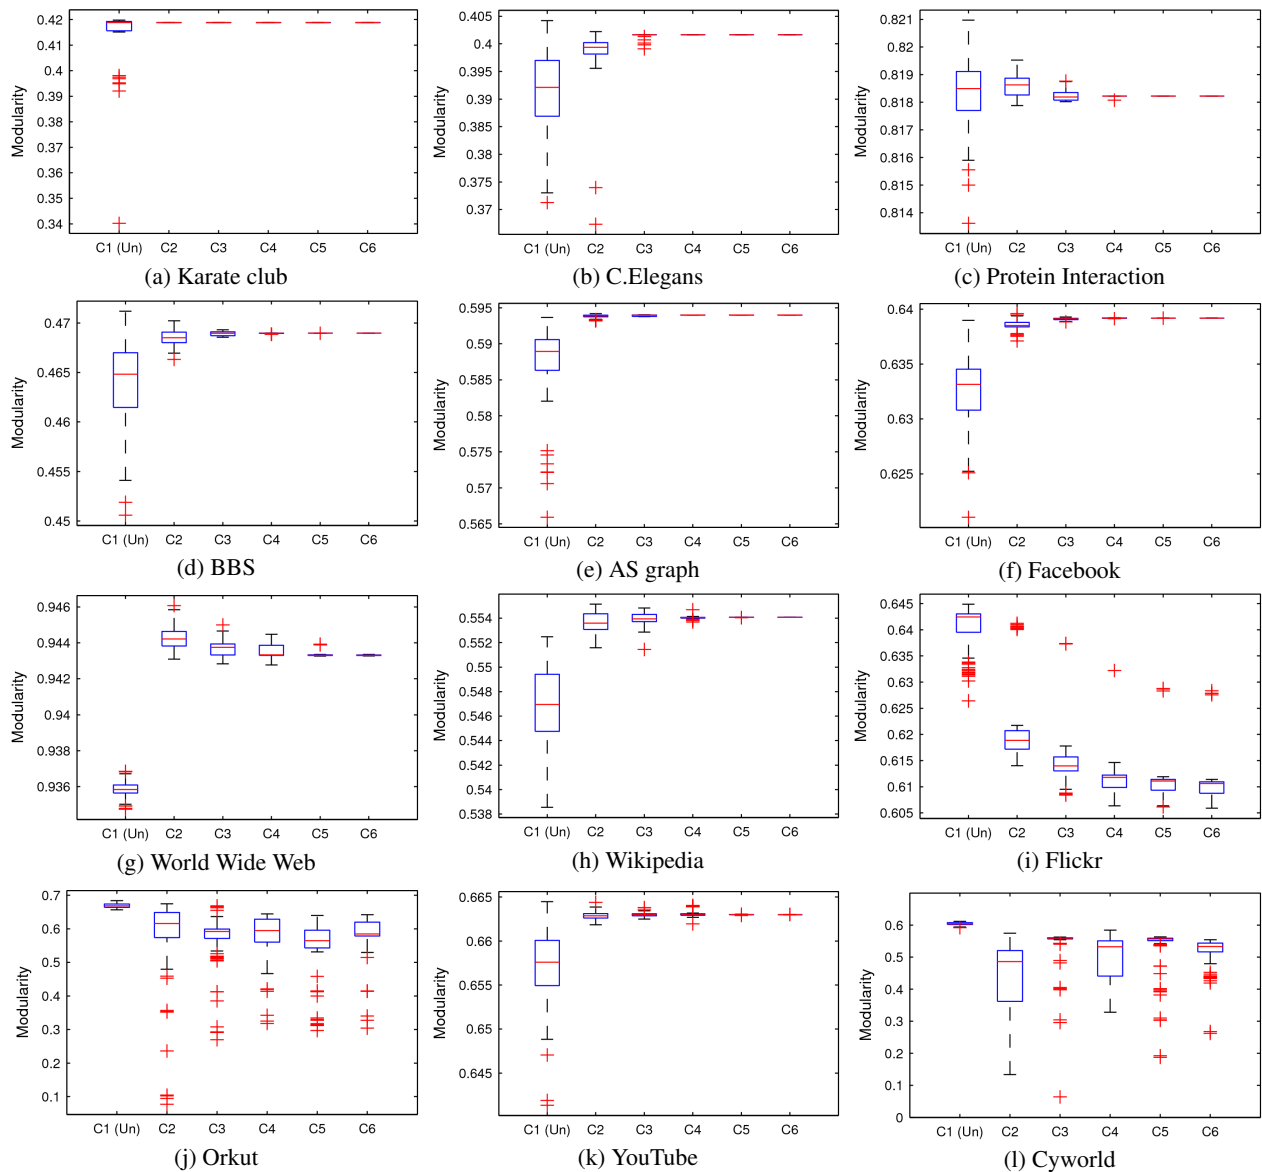 0.42
0.41
0.4
0.39
0.38
0.37
0.36
0.35
0.34
Modularity
C1 (Un) C2 C3 C4 C5 C6
(a) Karate club
0.405
0.4
0.395
0.39
0.385
0.38
0.375
0.37
Modularity
C1 (Un) C2 C3 C4 C5 C6
(b) C.Elegans
0.821
0.82
0.819
0.818
0.817
0.816
0.815
0.814
Modularity
C1 (Un) C2 C3 C4 C5 C6
(c) Protein Interaction
0.47
0.465
0.46
0.455
0.45
Modularity
C1 (Un) C2 C3 C4 C5 C6
(d) BBS
0.595
0.59
0.585
0.58
0.575
0.57
0.565
Modularity
C1 (Un) C2 C3 C4 C5 C6
(e) AS graph
0.64
0.635
0.63
0.625
Modularity
C1 (Un) C2 C3 C4 C5 C6
(f) Facebook
0.946
0.944
0.942
0.94
0.938
0.936
Modularity
C1 (Un) C2 C3 C4 C5 C6
(g) World Wide Web
0.554
0.552
0.55
0.548
0.546
0.544
0.542
0.54
0.538
Modularity
C1 (Un) C2 C3 C4 C5 C6
(h) Wikipedia
0.645
0.64
0.635
0.63
0.625
0.62
0.615
0.61
0.605
Modularity
C1 (Un) C2 C3 C4 C5 C6
(i) Flickr
0.7
0.6
0.5
0.4
0.3
0.2
0.1
Modularity
C1 (Un) C2 C3 C4 C5 C6
(j) Orkut
0.665
0.66
0.655
0.65
0.645
Modularity
C1 (Un) C2 C3 C4 C5 C6
(k) YouTube
0.6
0.5
0.4
0.3
0.2
0.1
0
Modularity
C1 (Un) C2 C3 C4 C5 C6
(l) Cyworld